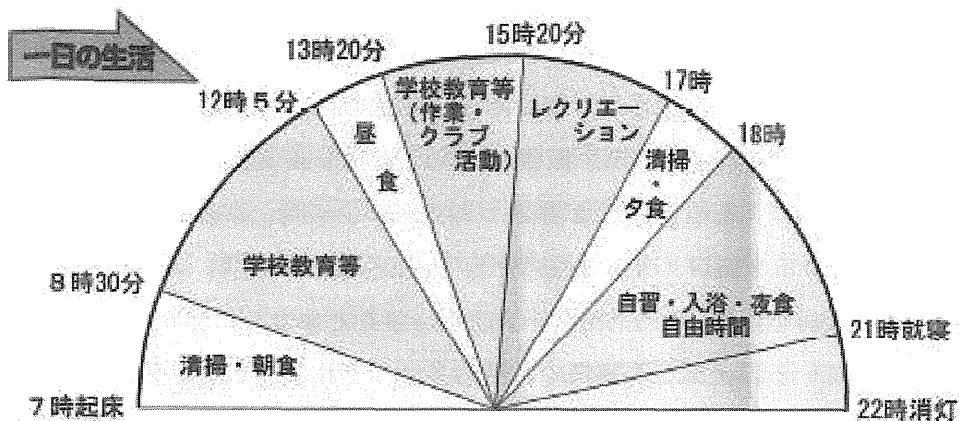 一日の生活
7時起床
清掃・朝食
8時30分
学校教育等
12時5分
昼
食
13時20分
学校教育等
(作業・
クラブ
活動)
15時20分
レクリエー
ション
17時
清掃
・
夕食
18時
自習・入浴・夜食
自由時間
21時就寝
22時消灯